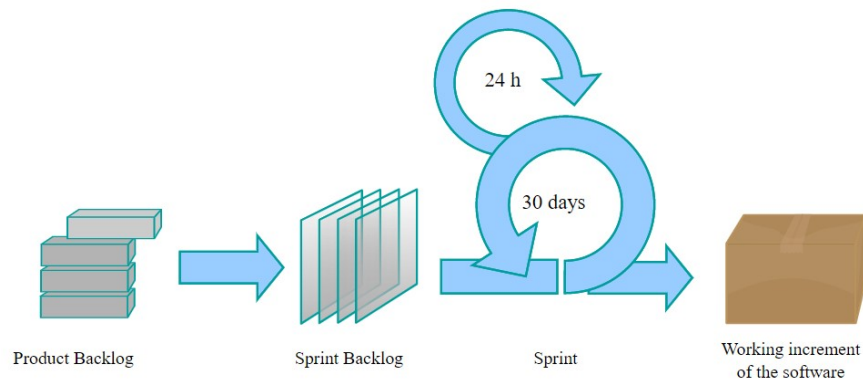 24 h
30 days
Product Backlog
Sprint Backlog
Sprint
Working increment
of the software